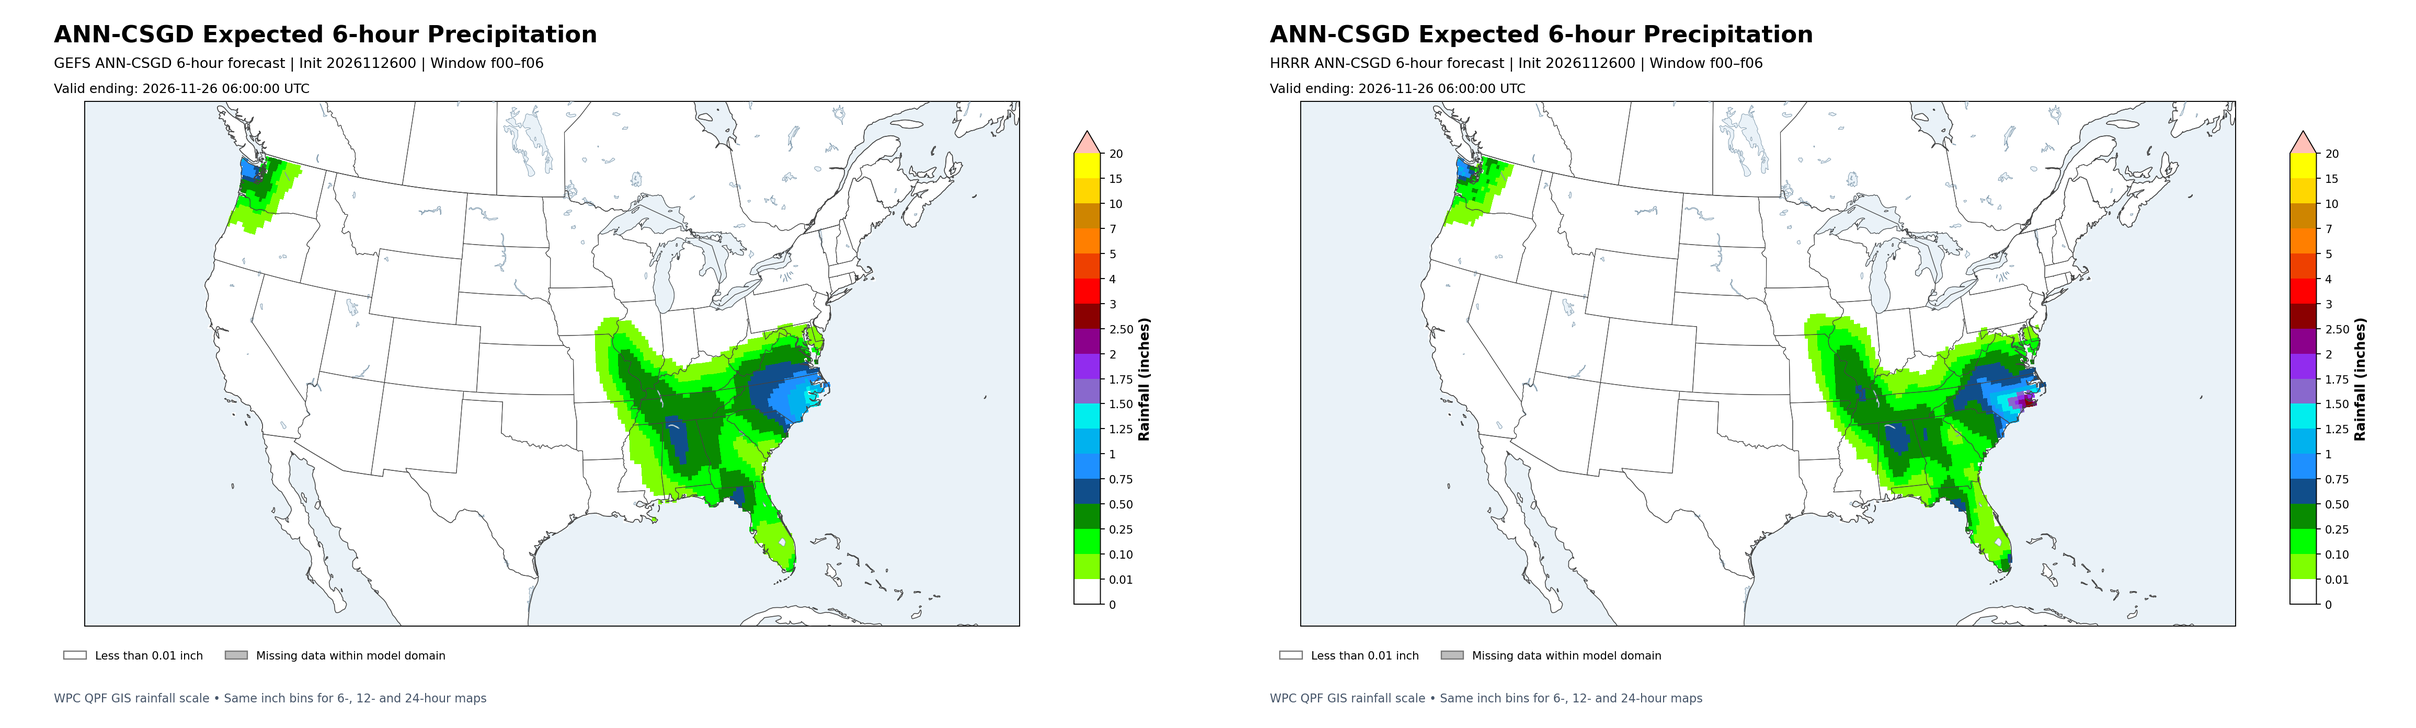 ANN-CSGD Expected 6-hour Precipitation
GEFS ANN-CSGD 6-hour forecast | Init 2026112600 | Window f00–f06
Valid ending: 2026-11-26 06:00:00 UTC
20
15
10
7
5
4
3
2.50
2
1.75
1.50
1.25
1
0.75
0.50
0.25
0.10
0.01
0
Rainfall (inches)
Less than 0.01 inch
Missing data within model domain
WPC QPF GIS rainfall scale • Same inch bins for 6-, 12- and 24-hour maps
ANN-CSGD Expected 6-hour Precipitation
HRRR ANN-CSGD 6-hour forecast | Init 2026112600 | Window f00–f06
Valid ending: 2026-11-26 06:00:00 UTC
20
15
10
7
5
4
3
2.50
2
1.75
1.50
1.25
1
0.75
0.50
0.25
0.10
0.01
0
Rainfall (inches)
Less than 0.01 inch
Missing data within model domain
WPC QPF GIS rainfall scale • Same inch bins for 6-, 12- and 24-hour maps